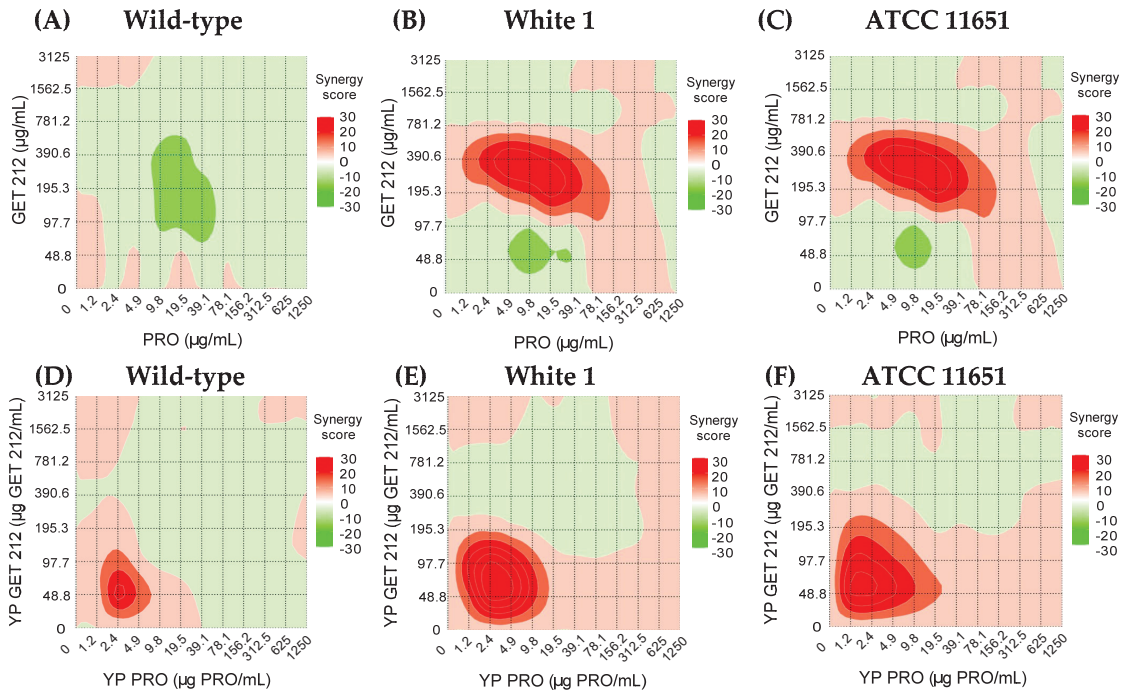 (A) Wild-type
3125
1562.5
781.2
390.6
195.3
97.7
48.8
0
GET 212 (µg/mL)
0 1.2 2.4 4.9 9.8 19.5 39.1 78.1 156.2 312.5 625 1250
PRO (µg/mL)
Synergy
score
30
20
10
0
-10
-20
-30
(B) White 1
3125
1562.5
781.2
390.6
195.3
97.7
48.8
0
GET 212 (µg/mL)
0 1.2 2.4 4.9 9.8 19.5 39.1 78.1 156.2 312.5 625 1250
PRO (µg/mL)
Synergy
score
30
20
10
0
-10
-20
-30
(C) ATCC 11651
3125
1562.5
781.2
390.6
195.3
97.7
48.8
0
GET 212 (µg/mL)
0 1.2 2.4 4.9 9.8 19.5 39.1 78.1 156.2 312.5 625 1250
PRO (µg/mL)
Synergy
score
30
20
10
0
-10
-20
-30
(D) Wild-type
3125
1562.5
781.2
390.6
195.3
97.7
48.8
0
YP GET 212 (µg GET 212/mL)
0 1.2 2.4 4.9 9.8 19.5 39.1 78.1 156.2 312.5 625 1250
YP PRO (µg PRO/mL)
Synergy
score
30
20
10
0
-10
-20
-30
(E) White 1
3125
1562.5
781.2
390.6
195.3
97.7
48.8
0
YP GET 212 (µg GET 212/mL)
0 1.2 2.4 4.9 9.8 19.5 39.1 78.1 156.2 312.5 625 1250
YP PRO (µg PRO/mL)
Synergy
score
30
20
10
0
-10
-20
-30
(F) ATCC 11651
3125
1562.5
781.2
390.6
195.3
97.7
48.8
0
YP GET 212 (µg GET 212/mL)
0 1.2 2.4 4.9 9.8 19.5 39.1 78.1 156.2 312.5 625 1250
YP PRO (µg PRO/mL)
Synergy
score
30
20
10
0
-10
-20
-30